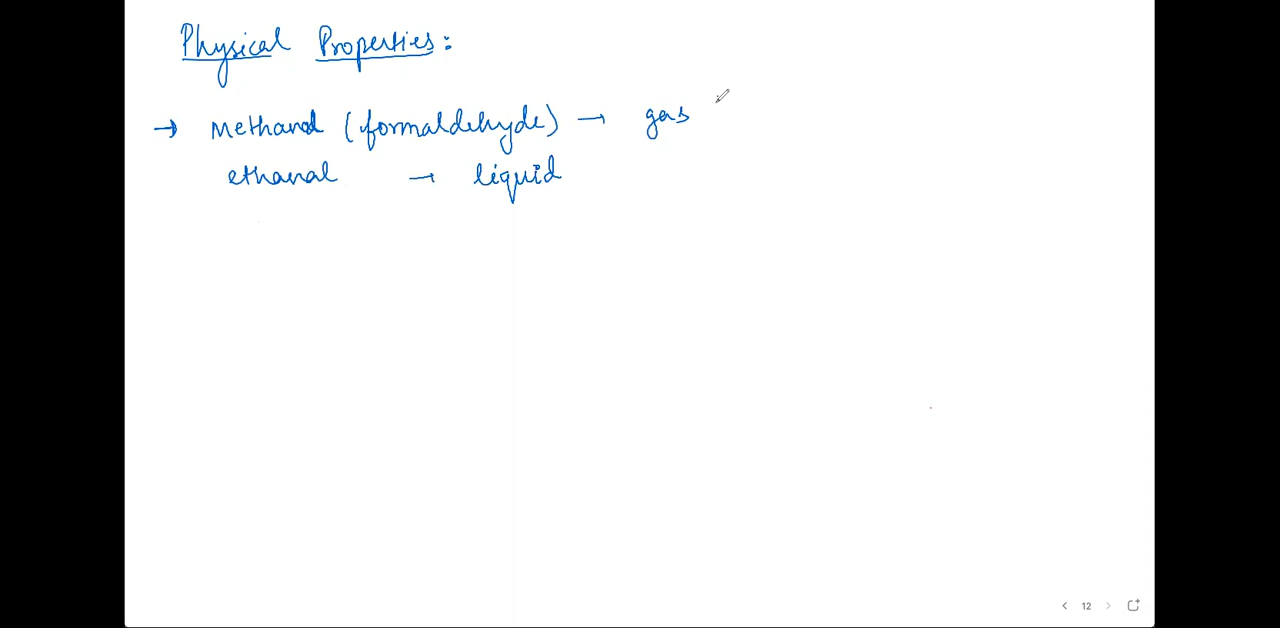 Physical Properties:
→ Methanal (formaldehyde) → gas
ethanal → liquid
12